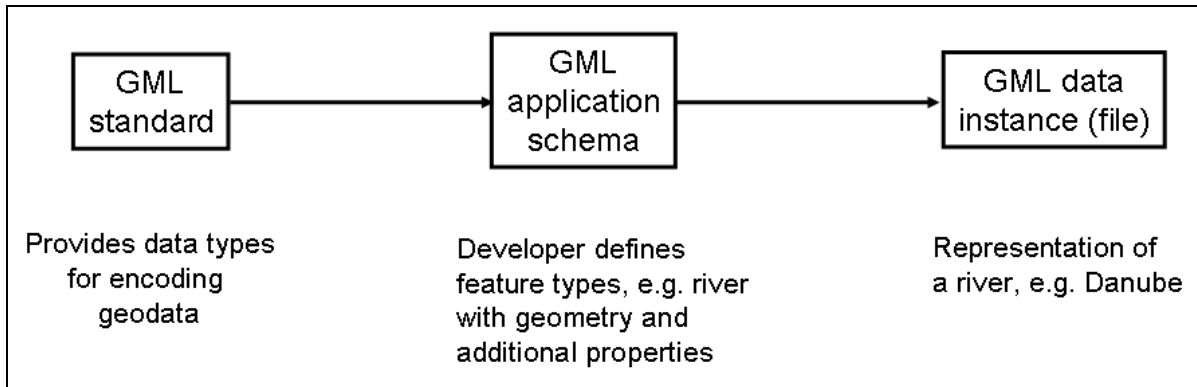 GML
standard
GML
application
schema
GML data
instance (file)
Provides data types
for encoding
geodata
Developer defines
feature types, e.g. river
with geometry and
additional properties
Representation of
a river, e.g. Danube